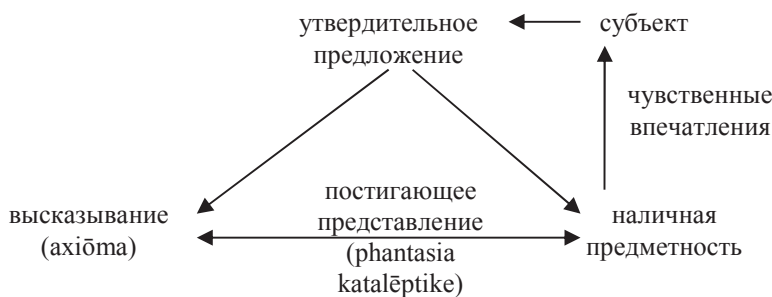 утвердительное
предложение
субъект
чувственные
впечатления
высказывание
(axiōma)
постигающее
представление
(phantasia
katalēptike)
наличная
предметность